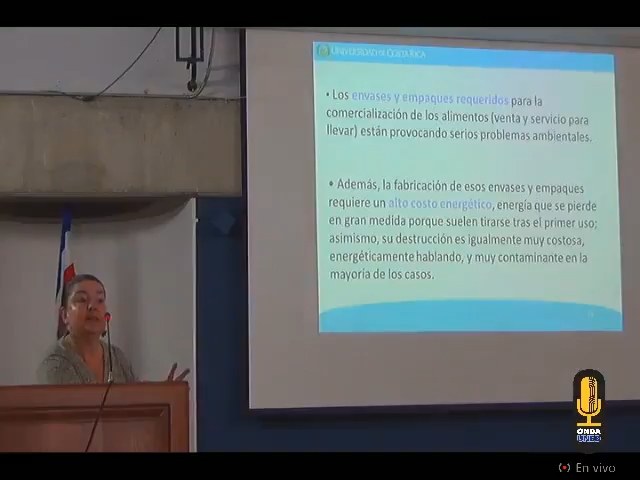 UNIVERSIDAD DE COSTA RICA
• Los envases y empaques requeridos para la
comercialización de los alimentos (venta y servicio para
llevar) están provocando serios problemas ambientales.
• Además, la fabricación de esos envases y empaques
requiere un alto costo energético, energía que se pierde
en gran medida porque suelen tirarse tras el primer uso;
asimismo, su destrucción es igualmente muy costosa,
energéticamente hablando, y muy contaminante en la
mayoría de los casos.
ONDA
UNED
En vivo